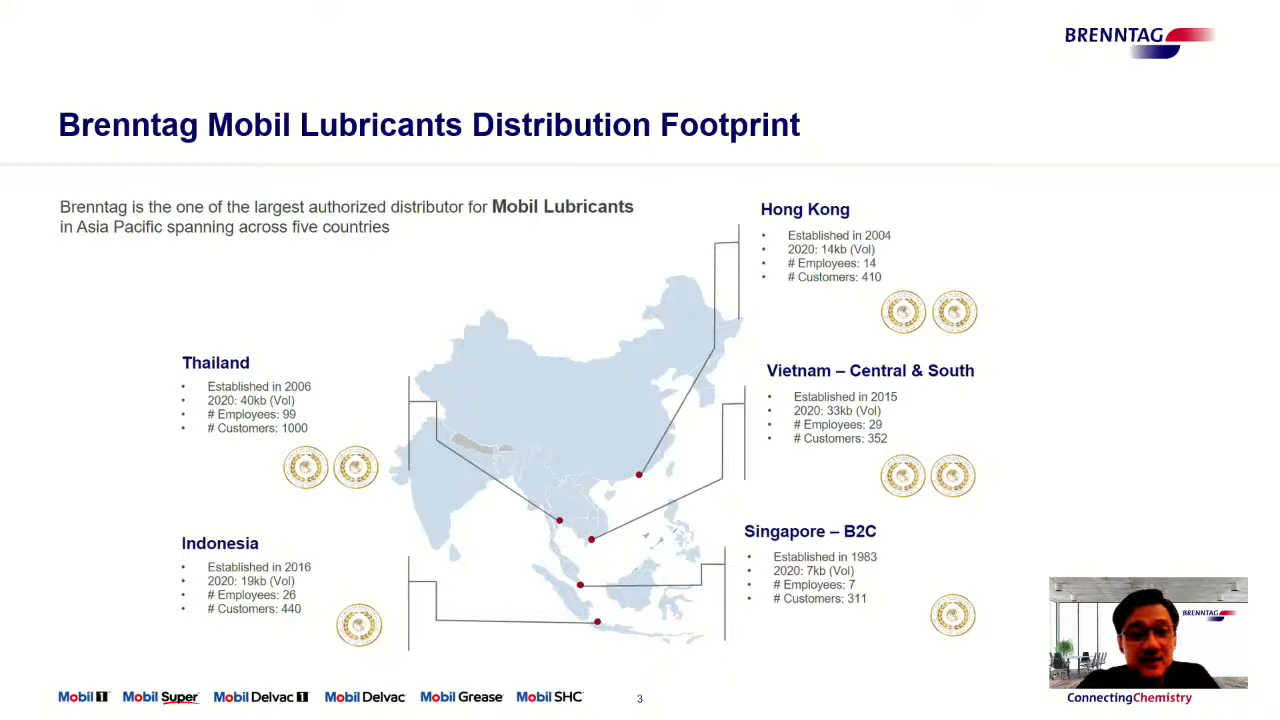 BRENNTAG
Brenntag Mobil Lubricants Distribution Footprint
Brenntag is the one of the largest authorized distributor for Mobil Lubricants
in Asia Pacific spanning across five countries
Hong Kong
• Established in 2004
• 2020: 14kb (Vol)
• # Employees: 14
• # Customers: 410
Thailand
• Established in 2006
• 2020: 40kb (Vol)
• # Employees: 99
• # Customers: 1000
Vietnam – Central & South
• Established in 2015
• 2020: 33kb (Vol)
• # Employees: 29
• # Customers: 352
Indonesia
• Established in 2016
• 2020: 19kb (Vol)
• # Employees: 26
• # Customers: 440
Singapore – B2C
• Established in 1983
• 2020: 7kb (Vol)
• # Employees: 7
• # Customers: 311
BRENNTAG
Mobil 1 Mobil Super Mobil Delvac 1 Mobil Delvac Mobil Grease Mobil SHC
3
ConnectingChemistry